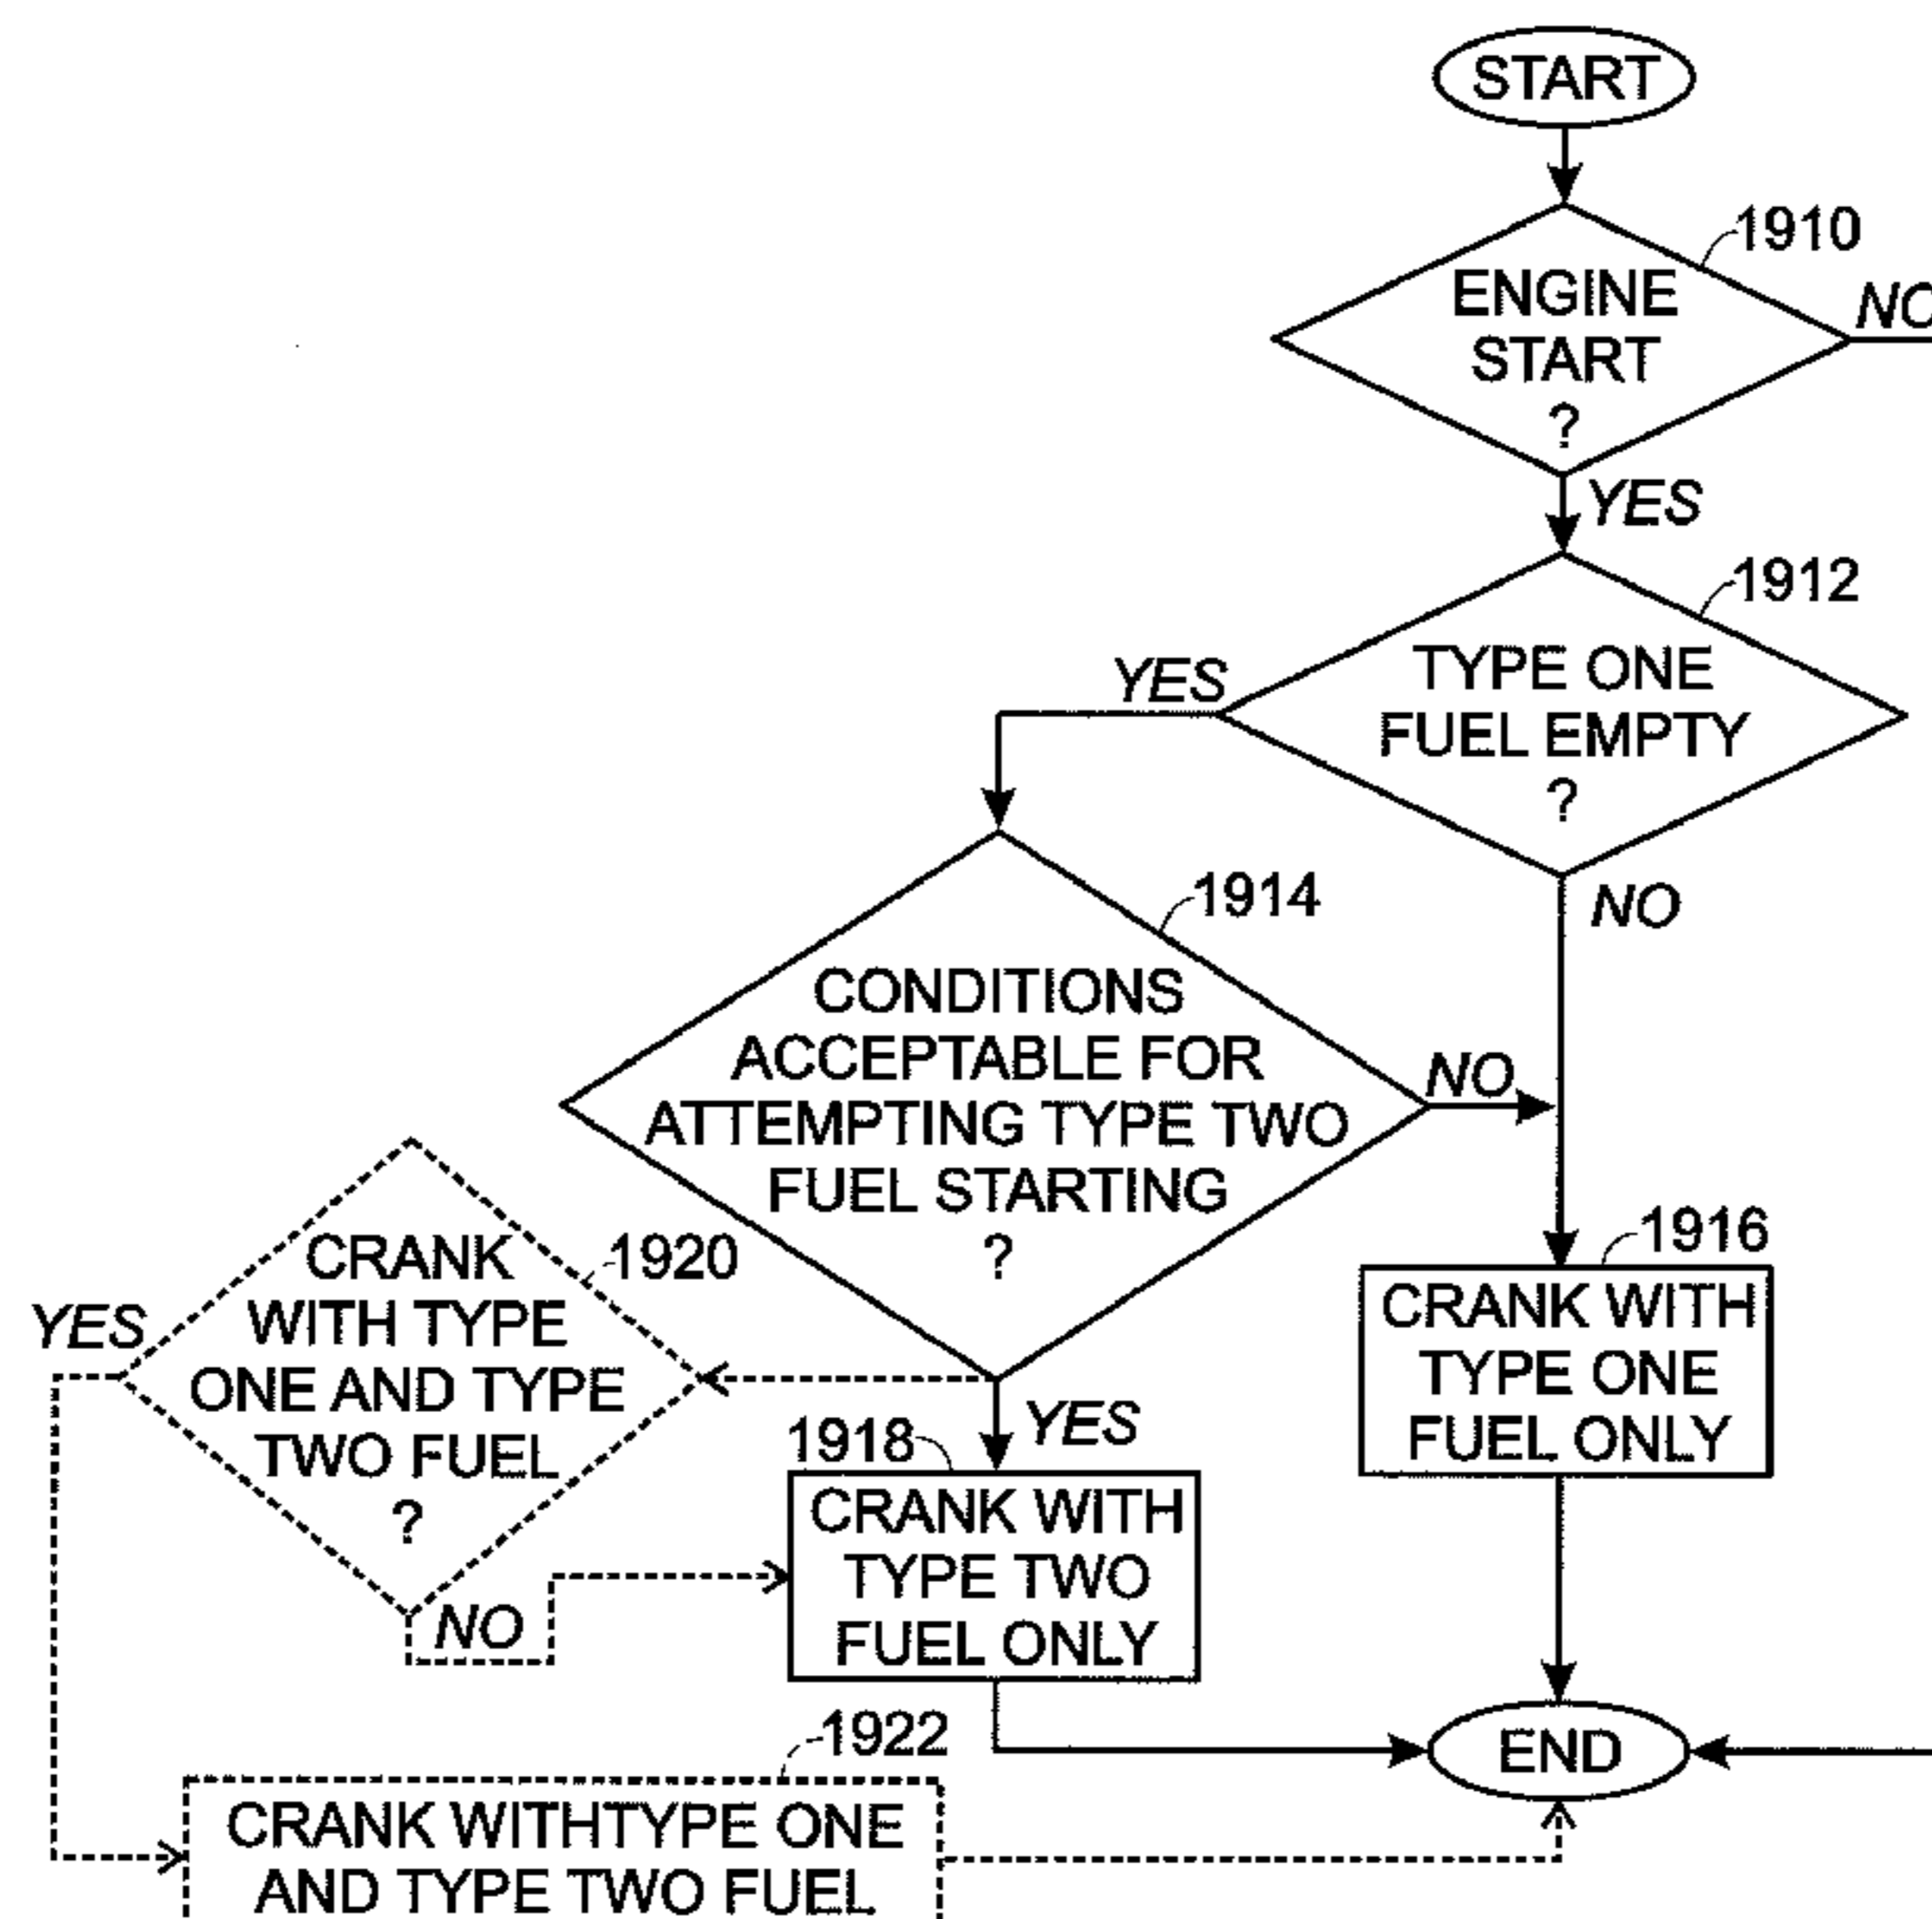 START
1910
ENGINE
START
?
NO
YES
1912
TYPE ONE
FUEL EMPTY
?
YES
NO
1914
CONDITIONS
ACCEPTABLE FOR
ATTEMPTING TYPE TWO
FUEL STARTING
?
NO
YES
1920
CRANK
WITH TYPE
ONE AND TYPE
TWO FUEL
?
YES
NO
1916
CRANK WITH
TYPE ONE
FUEL ONLY
1918
CRANK WITH
TYPE TWO
FUEL ONLY
1922
CRANK WITHTYPE ONE
AND TYPE TWO FUEL
END